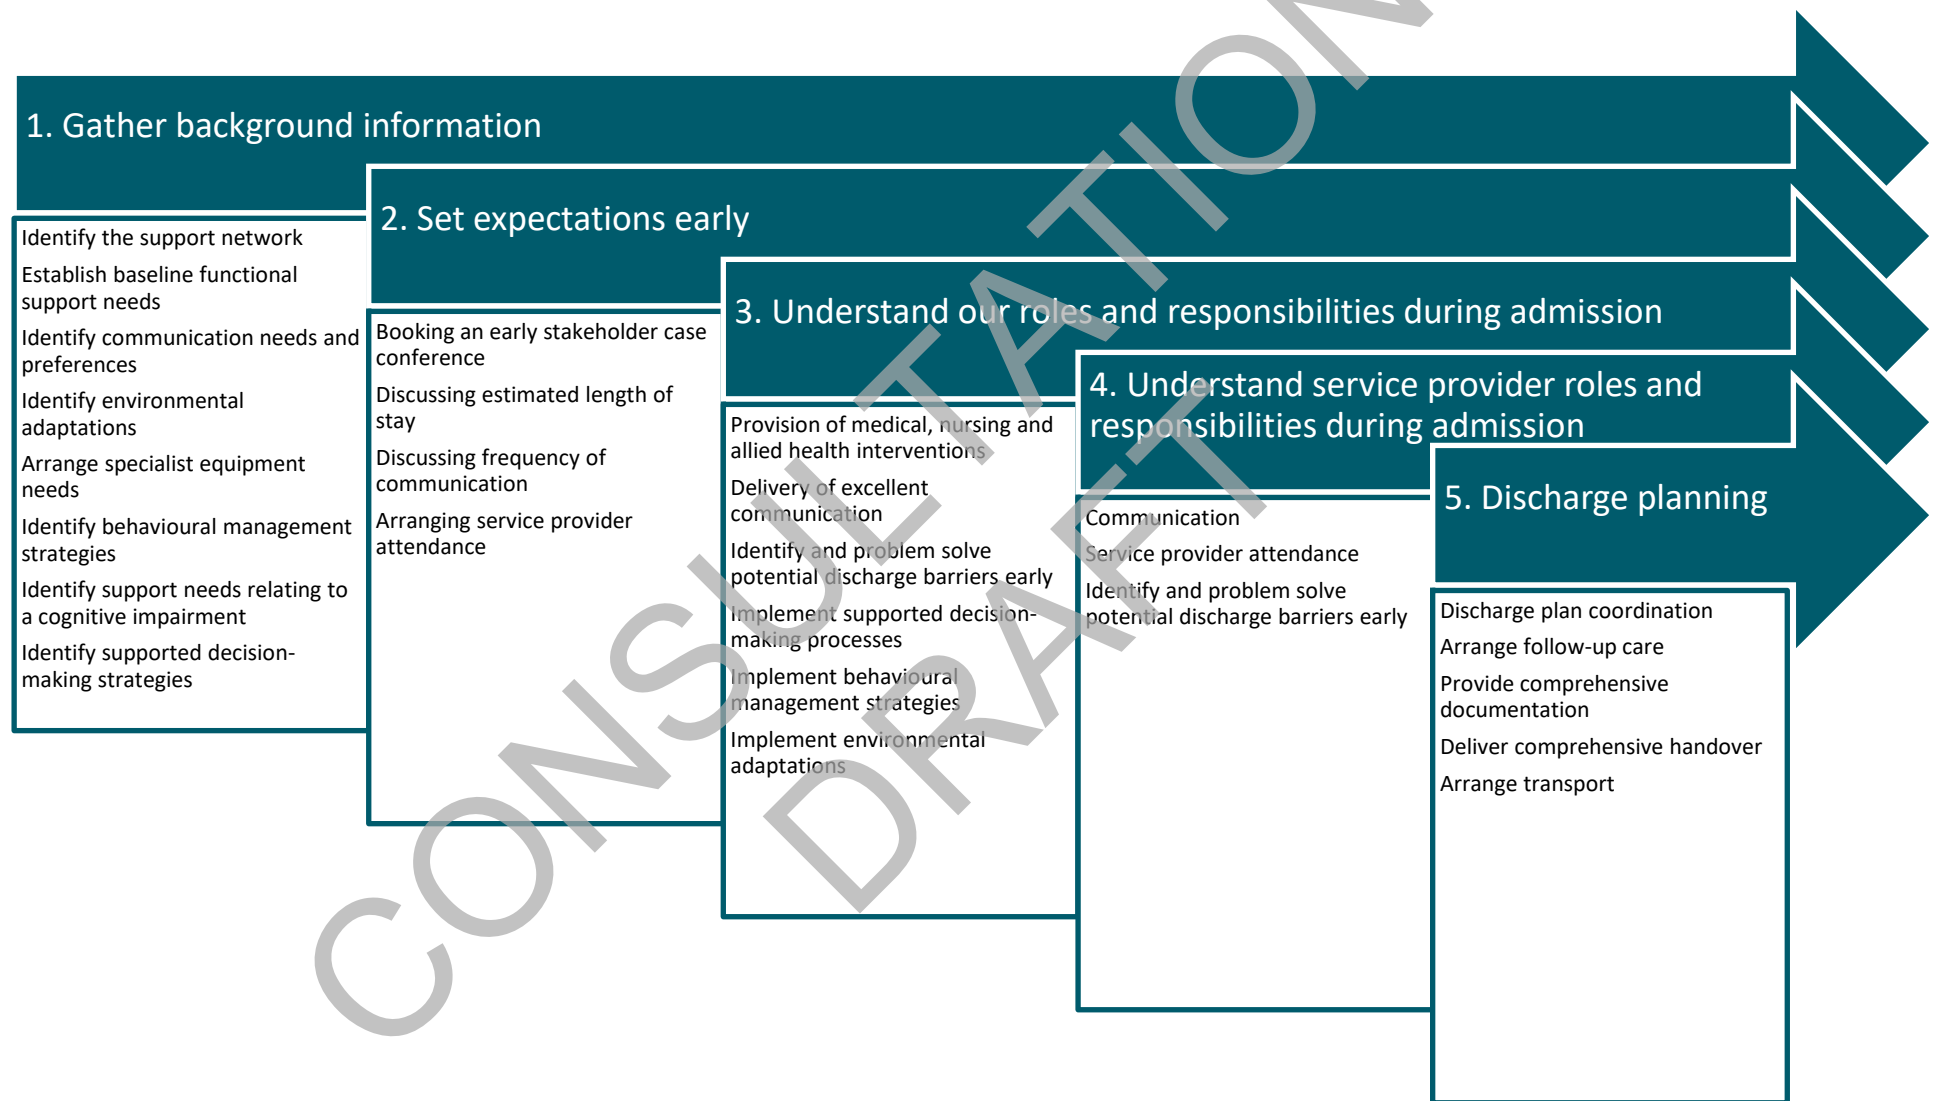 1. Gather background information
Identify the support network
Establish baseline functional
support needs
Identify communication needs and
preferences
Identify environmental
adaptations
Arrange specialist equipment
needs
Identify behavioural management
strategies
Identify support needs relating to
a cognitive impairment
Identify supported decision-
making strategies
2. Set expectations early
Booking an early stakeholder case
conference
Discussing estimated length of
stay
Discussing frequency of
communication
Arranging service provider
attendance
3. Understand our roles and responsibilities during admission
Provision of medical, nursing and
allied health interventions
Delivery of excellent
communication
Identify and problem solve
potential discharge barriers early
Implement supported decision-
making processes
Implement behavioural
management strategies
Implement environmental
adaptations
4. Understand service provider roles and
responsibilities during admission
Communication
Service provider attendance
Identify and problem solve
potential discharge barriers early
5. Discharge planning
Discharge plan coordination
Arrange follow-up care
Provide comprehensive
documentation
Deliver comprehensive handover
Arrange transport
CONSULTATION
DRAFT